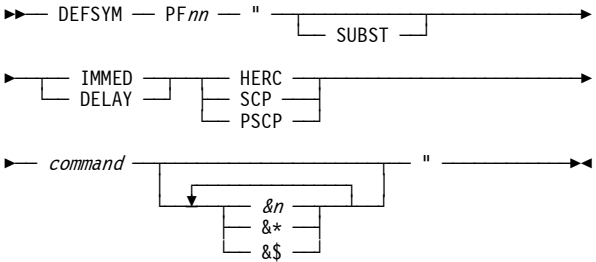 DEFSYM PFnn "
SUBST
IMMED HERC
DELAY SCP
PSCP
command "
&n
&*
&$